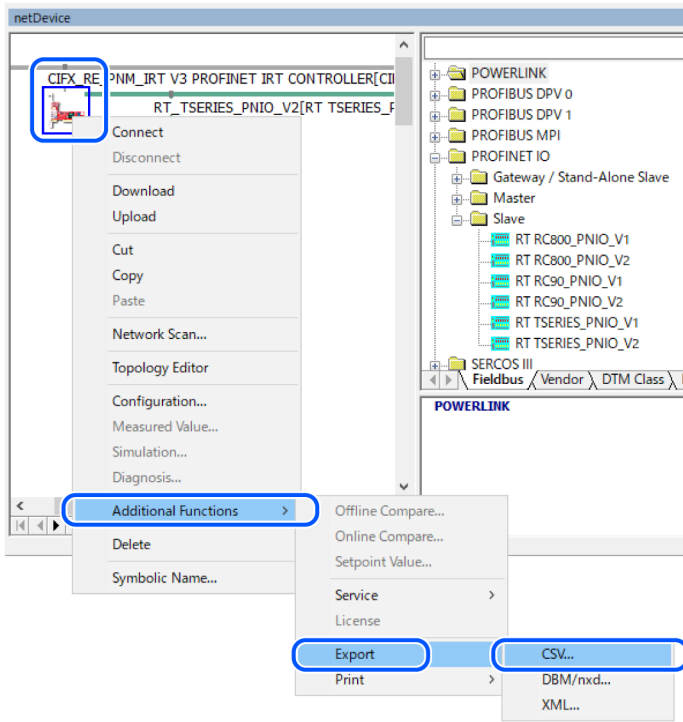 netDevice
CIFX_RE_PNM_IRT V3 PROFINET IRT CONTROLLER[CI
RT_TSERIES_PNIO_V2[RT TSERIES_P
Connect
Disconnect
Download
Upload
Cut
Copy
Paste
Network Scan...
Topology Editor
Configuration...
Measured Value...
Simulation...
Diagnosis...
Additional Functions
Delete
Symbolic Name...
Offline Compare...
Online Compare...
Setpoint Value...
Service
License
Export
Print
CSV...
DBM/nxd...
XML...
POWERLINK
PROFIBUS DPV 0
PROFIBUS DPV 1
PROFIBUS MPI
PROFINET IO
Gateway / Stand-Alone Slave
Master
Slave
RT RC800_PNIO_V1
RT RC800_PNIO_V2
RT RC90_PNIO_V1
RT RC90_PNIO_V2
RT TSERIES_PNIO_V1
RT TSERIES_PNIO_V2
SERCOS III
Fieldbus Vendor DTM Class
POWERLINK